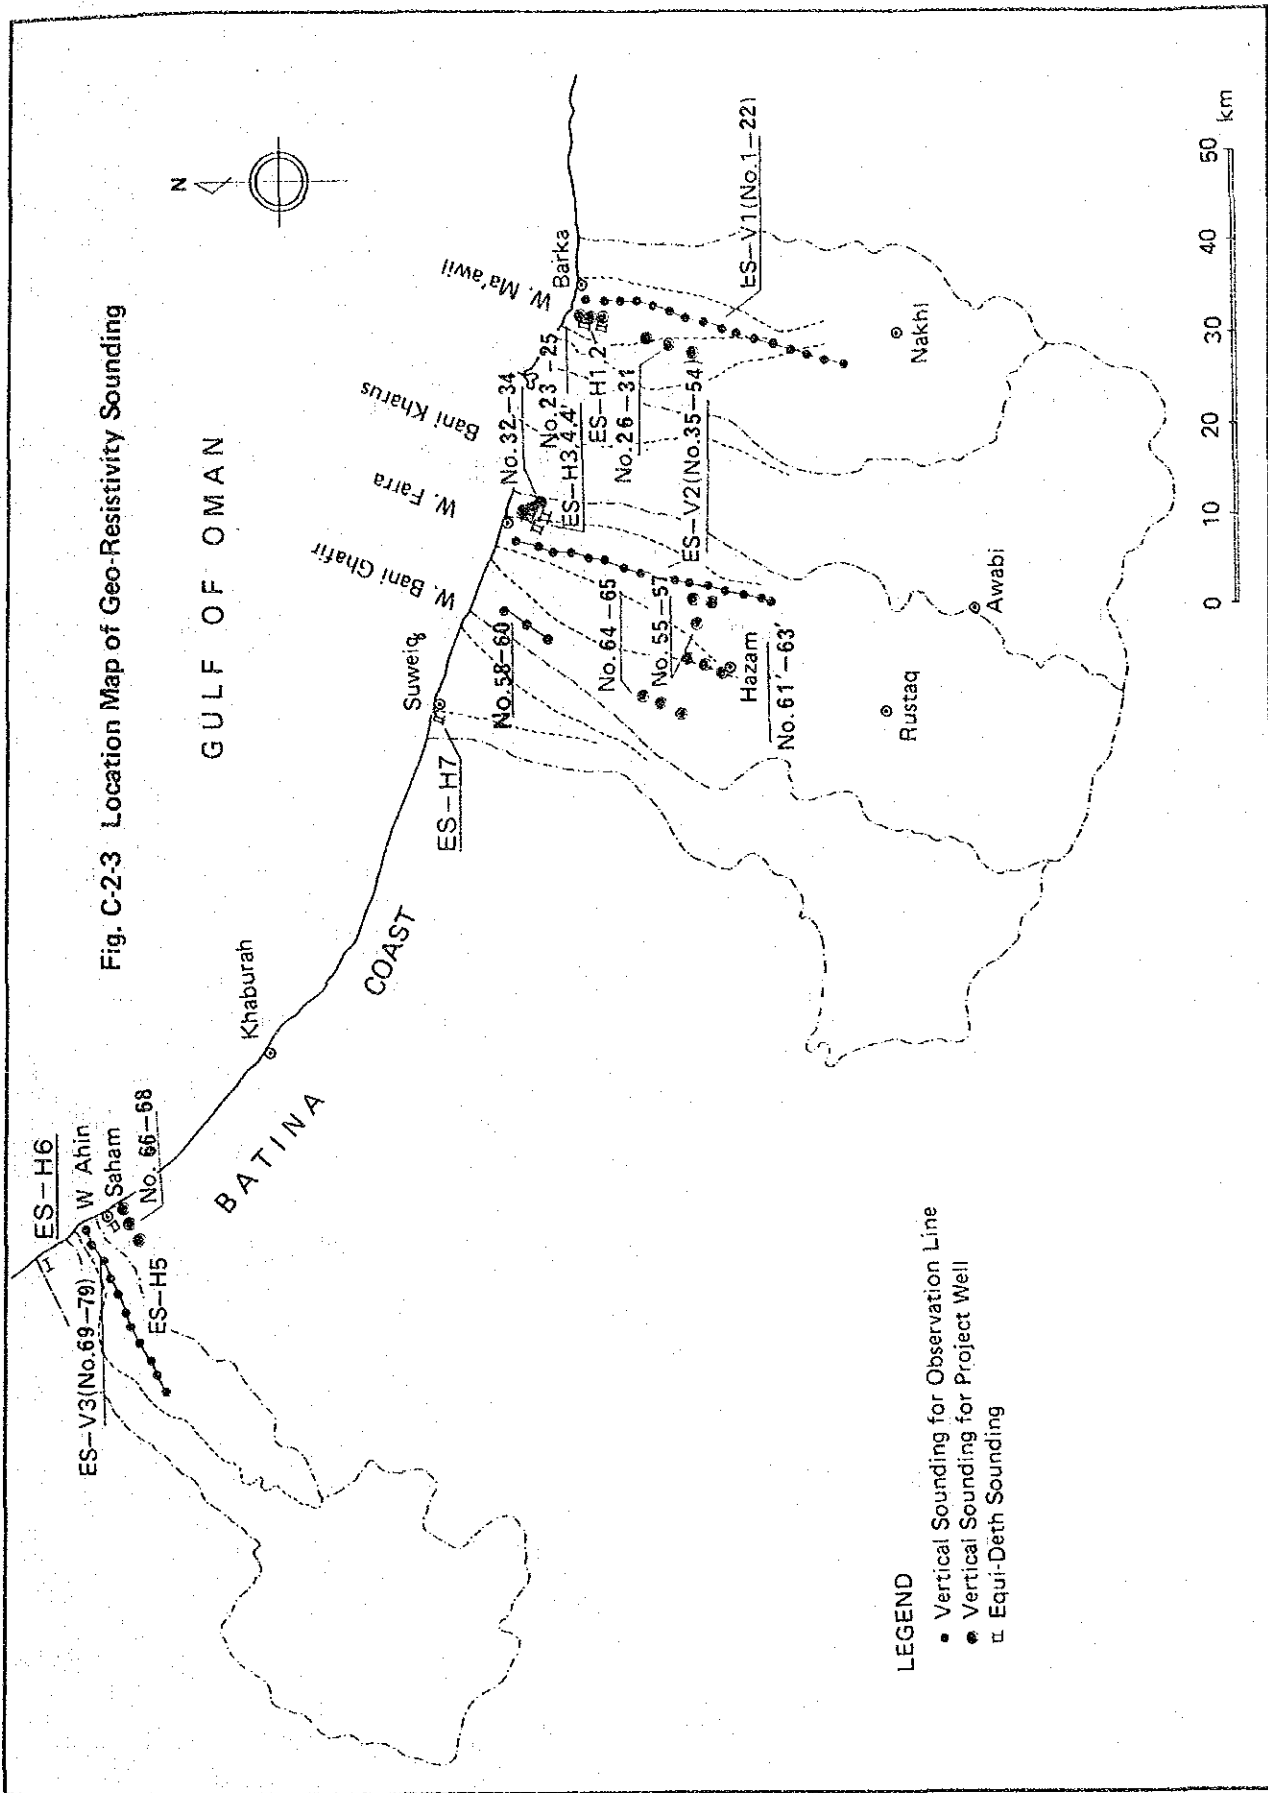 Fig. C-2-3 Location Map of Geo-Resistivity Sounding
N
GULF OF OMAN
ES-H6
W Ahin
Saham
No. 66-68
ES-V3(No.69-79)
ES-H5
Khaburah
BATINA
COAST
Suweiq
ES-H7
W. Bani Ghafir
W. Farra
Bani Kharus
W. Ma'awil
Barka
No.32-34
No.23-25
ES-H3,4,4'
ES-H1,2
No.26-31
ES-V2(No.35-54)
ES-V1(No.1-22)
No.58-60
No.64-65
No.55-57
Hazam
No.61'-63'
Rustaq
Awabi
Nakhl
LEGEND
Vertical Sounding for Observation Line
Vertical Sounding for Project Well
Equi-Deth Sounding
0 10 20 30 40 50
km